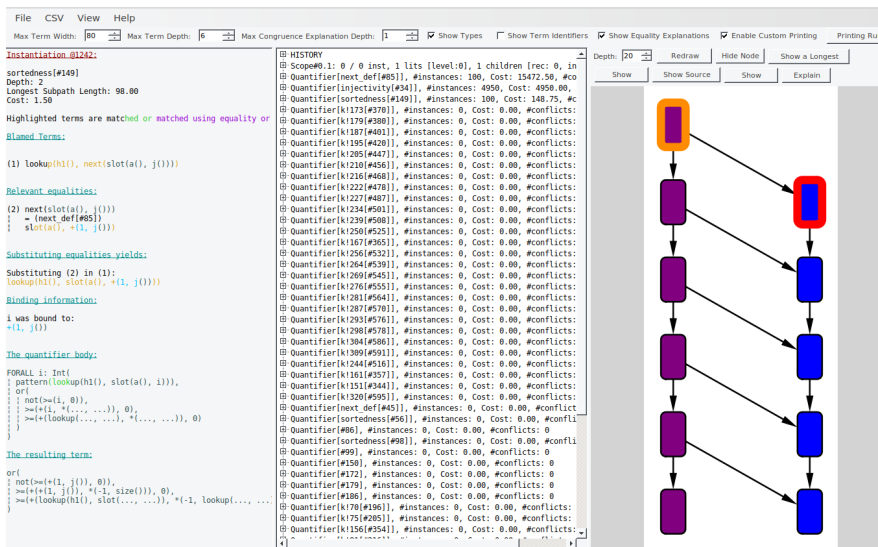 File CSV View Help
Max Term Width: 80 Max Term Depth: 6 Max Congruence Explanation Depth: 1 Show Types Show Term Identifiers Show Equality Explanations Enable Custom Printing Printing Ru
Instantiation @1242:
sortedness[#149]
Depth: 2
Longest Subpath Length: 98.00
Cost: 1.50
Highlighted terms are matched or matched using equality or
Blamed Terms:
(1) lookup(h1(), next(slot(a(), j())))
Relevant equalities:
(2) next(slot(a(), j()))
¦ = (next_def[#85])
¦ slot(a(), +(1, j()))
Substituting equalities yields:
Substituting (2) in (1):
lookup(h1(), slot(a(), +(1, j())))
Binding information:
i was bound to:
+(1, j())
The quantifier body:
FORALL i: Int(
¦ pattern(lookup(h1(), slot(a(), i))),
¦ or(
¦ ¦ not(>=(i, 0)),
¦ ¦ >=(+(i, *(..., ...)), 0),
¦ ¦ >=(+(lookup(..., ...), *(..., ...)), 0)
¦ )
)
The resulting term:
or(
¦ not(>=(+(1, j()), 0)),
¦ >=(+(+(1, j()), *(-1, size())), 0),
¦ >=(+(lookup(h1(), slot(..., ...)), *(-1, lookup(..., ...
)
HISTORY
Scope#0.1: 0 / 0 inst, 1 lits [level:0], 1 children [rec: 0, in
Quantifier[next_def[#85]], #instances: 100, Cost: 15472.50, #co
Quantifier[injectivity[#34]], #instances: 4950, Cost: 4950.00,
Quantifier[sortedness[#149]], #instances: 100, Cost: 148.75, #c
Quantifier[k!173[#370]], #instances: 0, Cost: 0.00, #conflicts:
Quantifier[k!179[#380]], #instances: 0, Cost: 0.00, #conflicts:
Quantifier[k!187[#401]], #instances: 0, Cost: 0.00, #conflicts:
Quantifier[k!195[#420]], #instances: 0, Cost: 0.00, #conflicts:
Quantifier[k!205[#447]], #instances: 0, Cost: 0.00, #conflicts:
Quantifier[k!210[#456]], #instances: 0, Cost: 0.00, #conflicts:
Quantifier[k!216[#468]], #instances: 0, Cost: 0.00, #conflicts:
Quantifier[k!222[#478]], #instances: 0, Cost: 0.00, #conflicts:
Quantifier[k!227[#487]], #instances: 0, Cost: 0.00, #conflicts:
Quantifier[k!234[#501]], #instances: 0, Cost: 0.00, #conflicts:
Quantifier[k!239[#508]], #instances: 0, Cost: 0.00, #conflicts:
Quantifier[k!250[#525]], #instances: 0, Cost: 0.00, #conflicts:
Quantifier[k!167[#365]], #instances: 0, Cost: 0.00, #conflicts:
Quantifier[k!256[#532]], #instances: 0, Cost: 0.00, #conflicts:
Quantifier[k!264[#539]], #instances: 0, Cost: 0.00, #conflicts:
Quantifier[k!269[#545]], #instances: 0, Cost: 0.00, #conflicts:
Quantifier[k!276[#555]], #instances: 0, Cost: 0.00, #conflicts:
Quantifier[k!281[#564]], #instances: 0, Cost: 0.00, #conflicts:
Quantifier[k!287[#570]], #instances: 0, Cost: 0.00, #conflicts:
Quantifier[k!293[#576]], #instances: 0, Cost: 0.00, #conflicts:
Quantifier[k!298[#578]], #instances: 0, Cost: 0.00, #conflicts:
Quantifier[k!304[#586]], #instances: 0, Cost: 0.00, #conflicts:
Quantifier[k!309[#591]], #instances: 0, Cost: 0.00, #conflicts:
Quantifier[k!244[#516]], #instances: 0, Cost: 0.00, #conflicts:
Quantifier[k!161[#357]], #instances: 0, Cost: 0.00, #conflicts:
Quantifier[k!151[#344]], #instances: 0, Cost: 0.00, #conflicts:
Quantifier[k!320[#595]], #instances: 0, Cost: 0.00, #conflicts:
Quantifier[next_def[#45]], #instances: 0, Cost: 0.00, #conflict
Quantifier[sortedness[#56]], #instances: 0, Cost: 0.00, #confli
Quantifier[#86], #instances: 0, Cost: 0.00, #conflicts: 0
Quantifier[sortedness[#98]], #instances: 0, Cost: 0.00, #confli
Quantifier[#99], #instances: 0, Cost: 0.00, #conflicts: 0
Quantifier[#150], #instances: 0, Cost: 0.00, #conflicts: 0
Quantifier[#172], #instances: 0, Cost: 0.00, #conflicts: 0
Quantifier[#179], #instances: 0, Cost: 0.00, #conflicts: 0
Quantifier[#186], #instances: 0, Cost: 0.00, #conflicts: 0
Quantifier[k!70[#196]], #instances: 0, Cost: 0.00, #conflicts:
Quantifier[k!75[#205]], #instances: 0, Cost: 0.00, #conflicts:
Quantifier[k!156[#354]], #instances: 0, Cost: 0.00, #conflicts:
Depth: 20 Redraw Hide Node Show a Longest
Show Show Source Show Explain